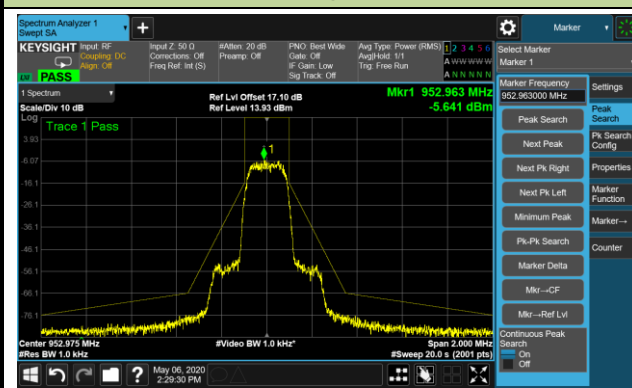 Spectrum Analyzer 1
Swept SA
+
Marker
KEYSIGHT
Input: RF
Coupling: DC
Align: Off
Input Z: 50 Ω
Corrections: Off
Freq Ref: Int (S)
#Atten: 20 dB
Preamp: Off
PNO: Best Wide
Gate: Off
IF Gain: Low
Sig Track: Off
Avg Type: Power (RMS)
Avg|Hold: 1/1
Trig: Free Run
1 2 3 4 5 6
A W W W W W
A N N N N N
LW PASS
Select Marker
Marker 1
1 Spectrum
Scale/Div 10 dB
Log
Ref Lvl Offset 17.10 dB
Ref Level 13.93 dBm
Mkr1 952.963 MHz
-5.641 dBm
Trace 1 Pass
1
3.93
-6.07
-16.1
-26.1
-36.1
-46.1
-56.1
-66.1
-76.1
Center 952.975 MHz
#Res BW 1.0 kHz
#Video BW 1.0 kHz*
Span 2.000 MHz
#Sweep 20.0 s (2001 pts)
Marker Frequency
952.963000 MHz
Peak Search
Next Peak
Next Pk Right
Next Pk Left
Minimum Peak
Pk-Pk Search
Marker Delta
Mkr→CF
Mkr→Ref Lvl
Continuous Peak
Search
On
Off
Settings
Peak
Search
Pk Search
Config
Properties
Marker
Function
Marker→
Counter
?
May 06, 2020
2:29:30 PM